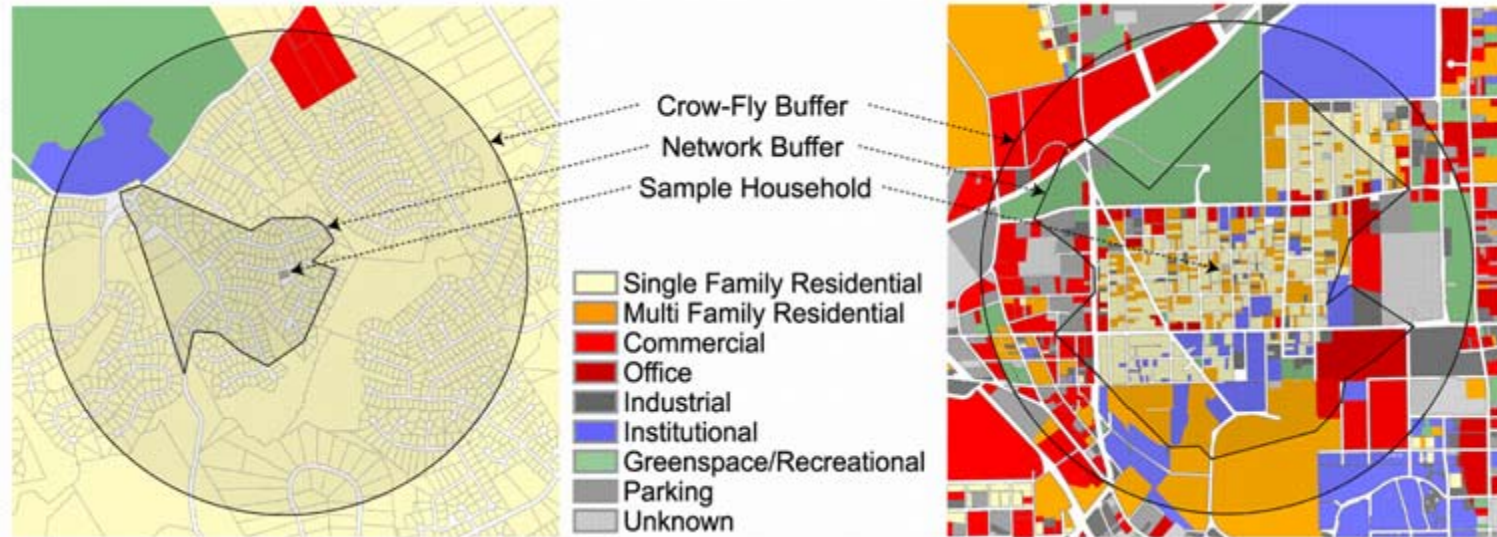 Crow-Fly Buffer
Network Buffer
Sample Household
Single Family Residential
Multi Family Residential
Commercial
Office
Industrial
Institutional
Greenspace/Recreational
Parking
Unknown